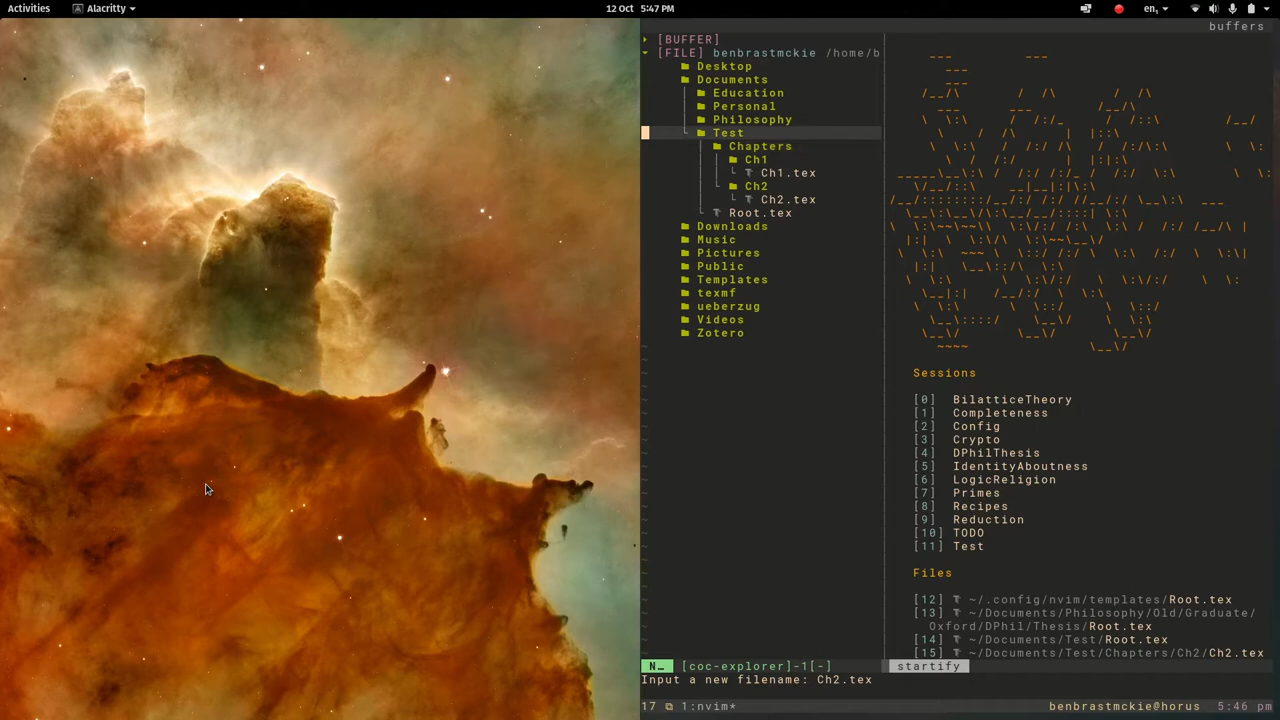 Activities Alacritty 12 Oct 5:47 PM en₁
buffers
[BUFFER]
[FILE] benbrastmckie /home/b
Desktop
Documents
Education
Personal
Philosophy
Test
Chapters
Ch1
Ch1.tex
Ch2
Ch2.tex
Root.tex
Downloads
Music
Pictures
Public
Templates
texmf
ueberzug
Videos
Zotero
Sessions
[0] BilatticeTheory
[1] Completeness
[2] Config
[3] Crypto
[4] DPhilThesis
[5] IdentityAboutness
[6] LogicReligion
[7] Primes
[8] Recipes
[9] Reduction
[10] TODO
[11] Test
Files
[12] ~/.config/nvim/templates/Root.tex
[13] ~/Documents/Philosophy/Old/Graduate/
Oxford/DPhil/Thesis/Root.tex
[14] ~/Documents/Test/Root.tex
[15] ~/Documents/Test/Chapters/Ch2/Ch2.tex
N… [coc-explorer]-1[-] startify
Input a new filename: Ch2.tex
17 1:nvim* benbrastmckie@horus 5:46 pm